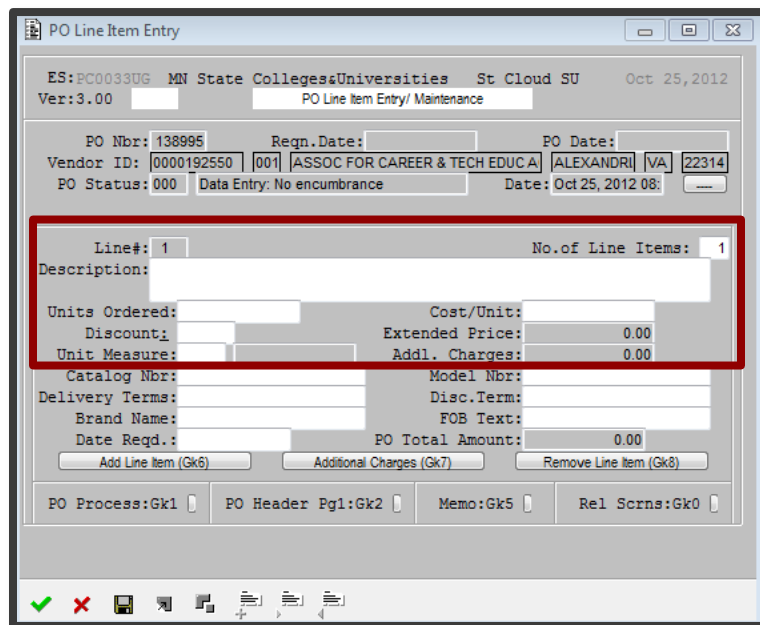 PO Line Item Entry
ES:PC0033UG MN State Colleges&Universities St Cloud SU Oct 25,2012
Ver:3.00 PO Line Item Entry/ Maintenance
PO Nbr: 138995 Reqn.Date: PO Date:
Vendor ID: 0000192550 001 ASSOC FOR CAREER & TECH EDUC A ALEXANDRI VA 22314
PO Status: 000 Data Entry: No encumbrance Date: Oct 25, 2012 08: ----
Line#: 1 No.of Line Items: 1
Description:
Units Ordered: Cost/Unit:
Discount: Extended Price: 0.00
Unit Measure: Addl. Charges: 0.00
Catalog Nbr: Model Nbr:
Delivery Terms: Disc.Term:
Brand Name: FOB Text:
Date Reqd.: PO Total Amount: 0.00
Add Line Item (Gk6) Additional Charges (Gk7) Remove Line Item (Gk8)
PO Process:Gk1 PO Header Pg1:Gk2 Memo:Gk5 Rel Scrns:Gk0